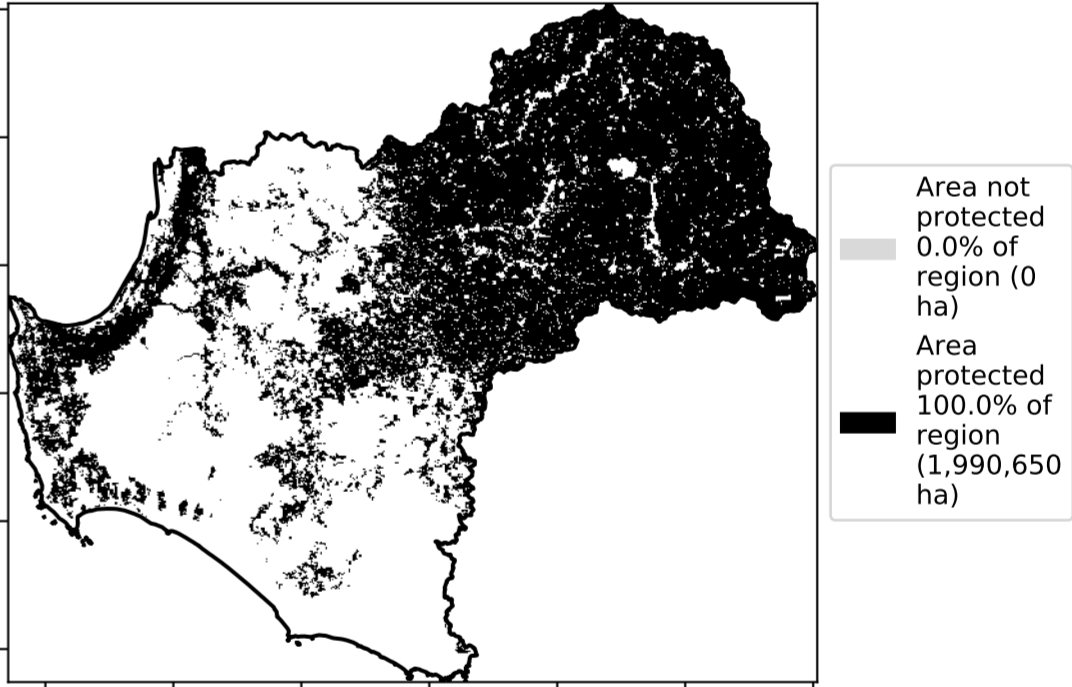 Area not
protected
0.0% of
region (0
ha)
Area
protected
100.0% of
region
(1,990,650
ha)